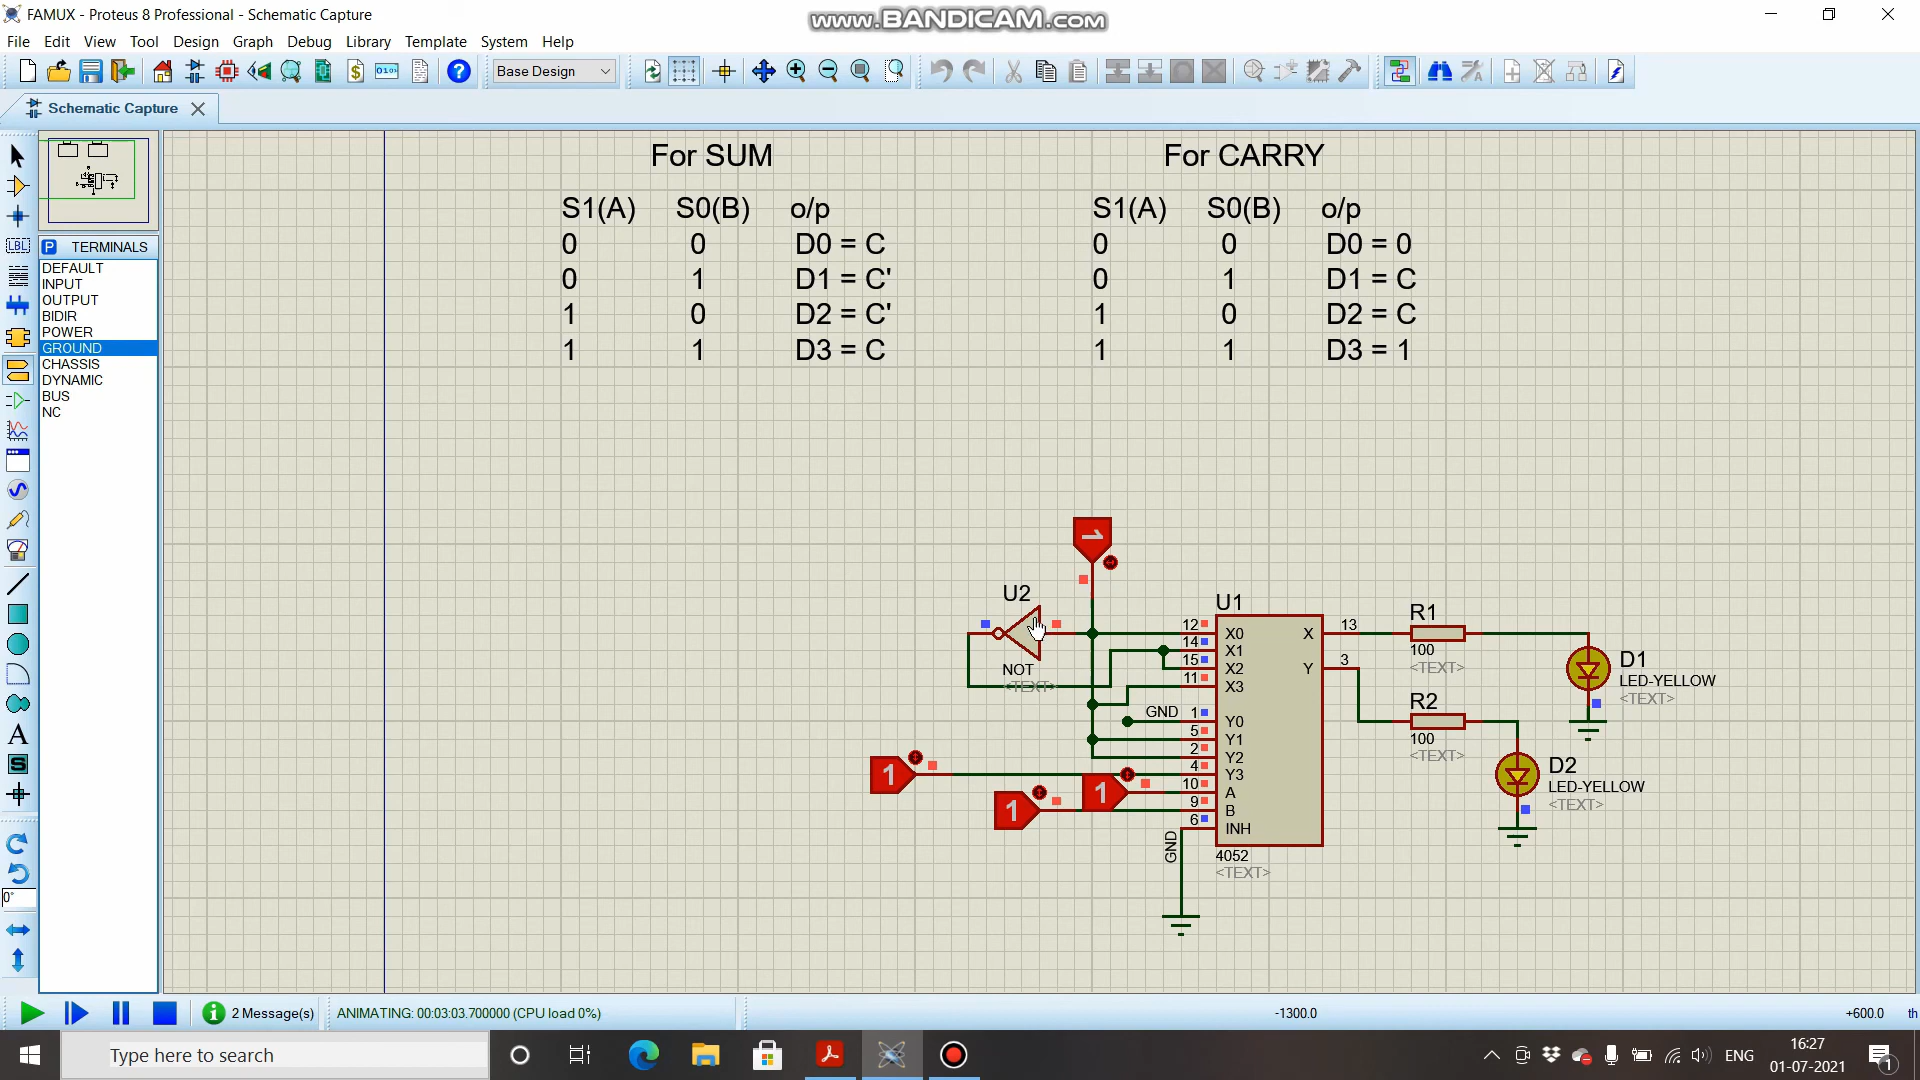 FAMUX - Proteus 8 Professional - Schematic Capture
www.BANDICAM.com
File Edit View Tool Design Graph Debug Library Template System Help
Base Design
Schematic Capture
For SUM For CARRY
S1(A) S0(B) o/p S1(A) S0(B) o/p
0 0 D0 = C 0 0 D0 = 0
0 1 D1 = C' 0 1 D1 = C
1 0 D2 = C' 1 0 D2 = C
1 1 D3 = C 1 1 D3 = 1
P TERMINALS
DEFAULT
INPUT
OUTPUT
BIDIR
POWER
GROUND
CHASSIS
DYNAMIC
BUS
NC
LBL
A
S
0°
1
U2
NOT
<TEXT>
U1
12 X0 X 13
14 X1
15 X2 Y 3
11 X3
GND 1 Y0
5 Y1
2 Y2
1 4 Y3
1 10 A
1 9 B
6 INH
GND
4052
<TEXT>
R1
100
<TEXT>
D1
LED-YELLOW
<TEXT>
R2
100
<TEXT>
D2
LED-YELLOW
<TEXT>
2 Message(s) ANIMATING: 00:03:03.700000 (CPU load 0%) -1300.0 +600.0 th
Type here to search
ENG
16:27
01-07-2021
1